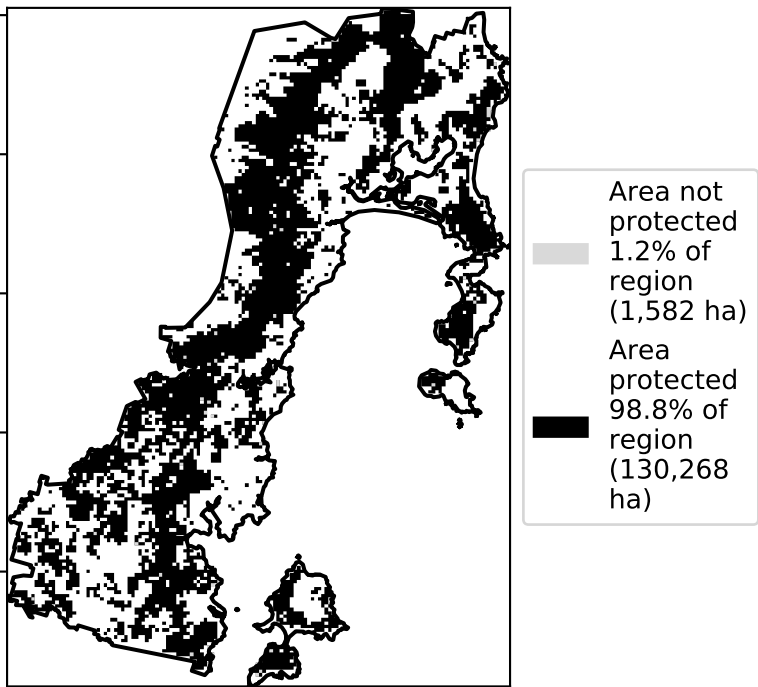 Area not
protected
1.2% of
region
(1,582 ha)
Area
protected
98.8% of
region
(130,268
ha)